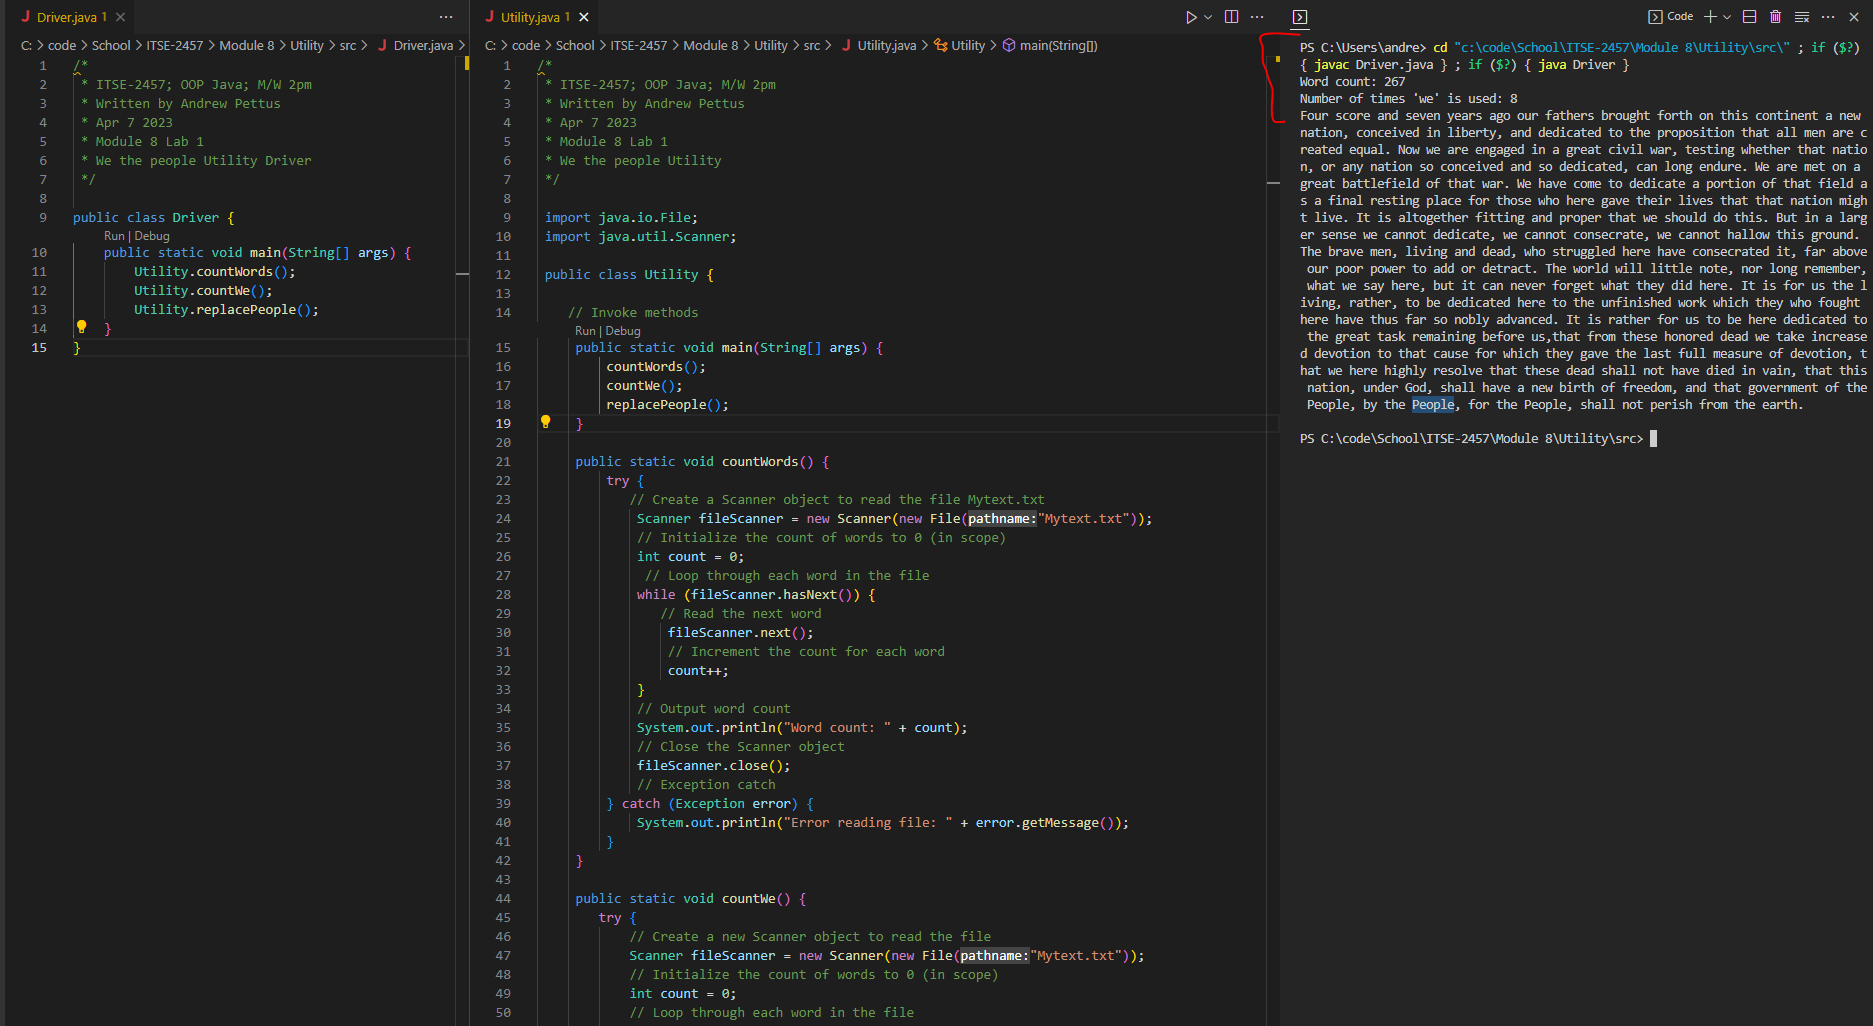 Driver.java 1
C: > code > School > ITSE-2457 > Module 8 > Utility > src > Driver.java >
1 /*
2 * ITSE-2457; OOP Java; M/W 2pm
3 * Written by Andrew Pettus
4 * Apr 7 2023
5 * Module 8 Lab 1
6 * We the people Utility Driver
7 */
8
9 public class Driver {
Run | Debug
10 public static void main(String[] args) {
11 Utility.countWords();
12 Utility.countWe();
13 Utility.replacePeople();
14 }
15 }
Utility.java 1
C: > code > School > ITSE-2457 > Module 8 > Utility > src > Utility.java > Utility > main(String[])
1 /*
2 * ITSE-2457; OOP Java; M/W 2pm
3 * Written by Andrew Pettus
4 * Apr 7 2023
5 * Module 8 Lab 1
6 * We the people Utility
7 */
8
9 import java.io.File;
10 import java.util.Scanner;
11
12 public class Utility {
13
14 // Invoke methods
Run | Debug
15 public static void main(String[] args) {
16 countWords();
17 countWe();
18 replacePeople();
19 }
20
21 public static void countWords() {
22 try {
23 // Create a Scanner object to read the file Mytext.txt
24 Scanner fileScanner = new Scanner(new File(pathname:"Mytext.txt"));
25 // Initialize the count of words to 0 (in scope)
26 int count = 0;
27 // Loop through each word in the file
28 while (fileScanner.hasNext()) {
29 // Read the next word
30 fileScanner.next();
31 // Increment the count for each word
32 count++;
33 }
34 // Output word count
35 System.out.println("Word count: " + count);
36 // Close the Scanner object
37 fileScanner.close();
38 // Exception catch
39 } catch (Exception error) {
40 System.out.println("Error reading file: " + error.getMessage());
41 }
42 }
43
44 public static void countWe() {
45 try {
46 // Create a new Scanner object to read the file
47 Scanner fileScanner = new Scanner(new File(pathname:"Mytext.txt"));
48 // Initialize the count of words to 0 (in scope)
49 int count = 0;
50 // Loop through each word in the file
Code
PS C:\Users\andre> cd "c:\code\School\ITSE-2457\Module 8\Utility\src\" ; if ($?)
{ javac Driver.java } ; if ($?) { java Driver }
Word count: 267
Number of times 'we' is used: 8
Four score and seven years ago our fathers brought forth on this continent a new
nation, conceived in liberty, and dedicated to the proposition that all men are c
reated equal. Now we are engaged in a great civil war, testing whether that natio
n, or any nation so conceived and so dedicated, can long endure. We are met on a
great battlefield of that war. We have come to dedicate a portion of that field a
s a final resting place for those who here gave their lives that that nation migh
t live. It is altogether fitting and proper that we should do this. But in a larg
er sense we cannot dedicate, we cannot consecrate, we cannot hallow this ground.
The brave men, living and dead, who struggled here have consecrated it, far above
our poor power to add or detract. The world will little note, nor long remember,
what we say here, but it can never forget what they did here. It is for us the l
iving, rather, to be dedicated here to the unfinished work which they who fought
here have thus far so nobly advanced. It is rather for us to be here dedicated to
the great task remaining before us,that from these honored dead we take increase
d devotion to that cause for which they gave the last full measure of devotion, t
hat we here highly resolve that these dead shall not have died in vain, that this
nation, under God, shall have a new birth of freedom, and that government of the
People, by the People, for the People, shall not perish from the earth.
PS C:\code\School\ITSE-2457\Module 8\Utility\src>